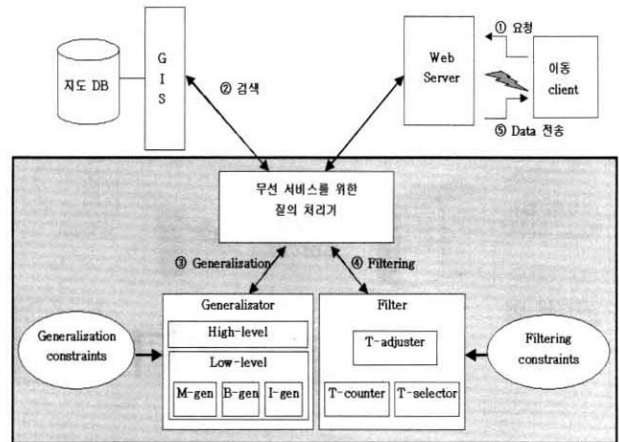 ① 요청
지도 DB
G
I
S
② 검색
Web
Server
이동
client
⑤ Data 전송
무선 서비스를 위한
질의 처리기
③ Generalization
④ Filtering
Generalization
constraints
Generalizator
High-level
Low-level
M-gen
B-gen
I-gen
Filter
T-adjuster
T-counter
T-selector
Filtering
constraints